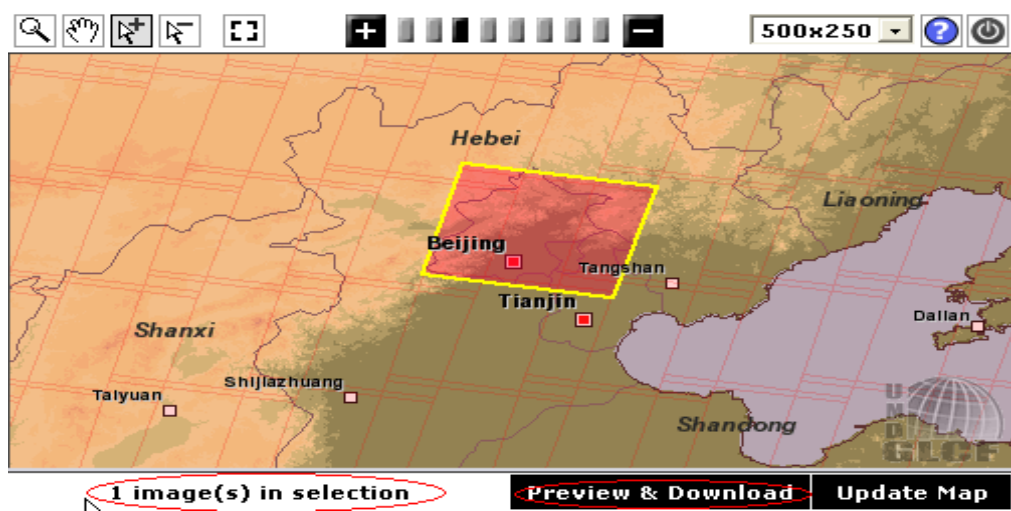 500x250
?
Hebei
Liaoning
Beijing
Tangshan
Tianjin
Dalian
Shanxi
Shijiazhuang
Taiyuan
Shandong
UMD
GLCF
1 image(s) in selection
Preview & Download
Update Map